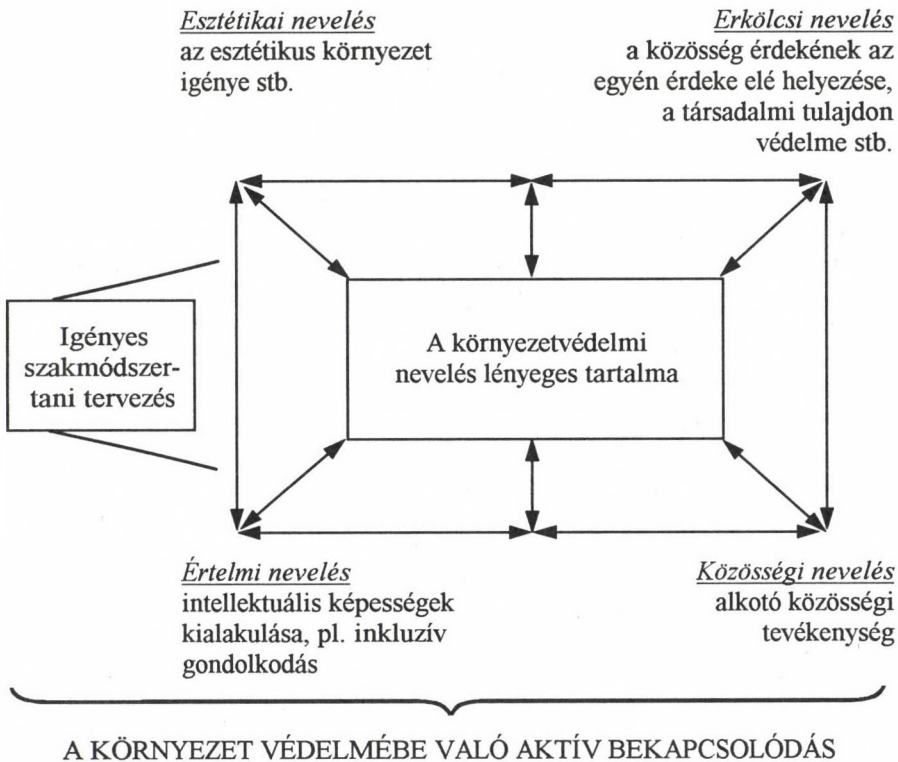 Esztétikai nevelés
az esztétikus környezet
igénye stb.
Erkölcsi nevelés
a közösség érdekének az
egyén érdeke elé helyezése,
a társadalmi tulajdon
védelme stb.
Igényes
szakmódszer-
tani tervezés
A környezetvédelmi
nevelés lényeges tartalma
Értelmi nevelés
intellektuális képességek
kialakulása, pl. inkluzív
gondolkodás
Közösségi nevelés
alkotó közösségi
tevékenység
A KÖRNYEZET VÉDELMÉBE VALÓ AKTÍV BEKAPCSOLÓDÁS